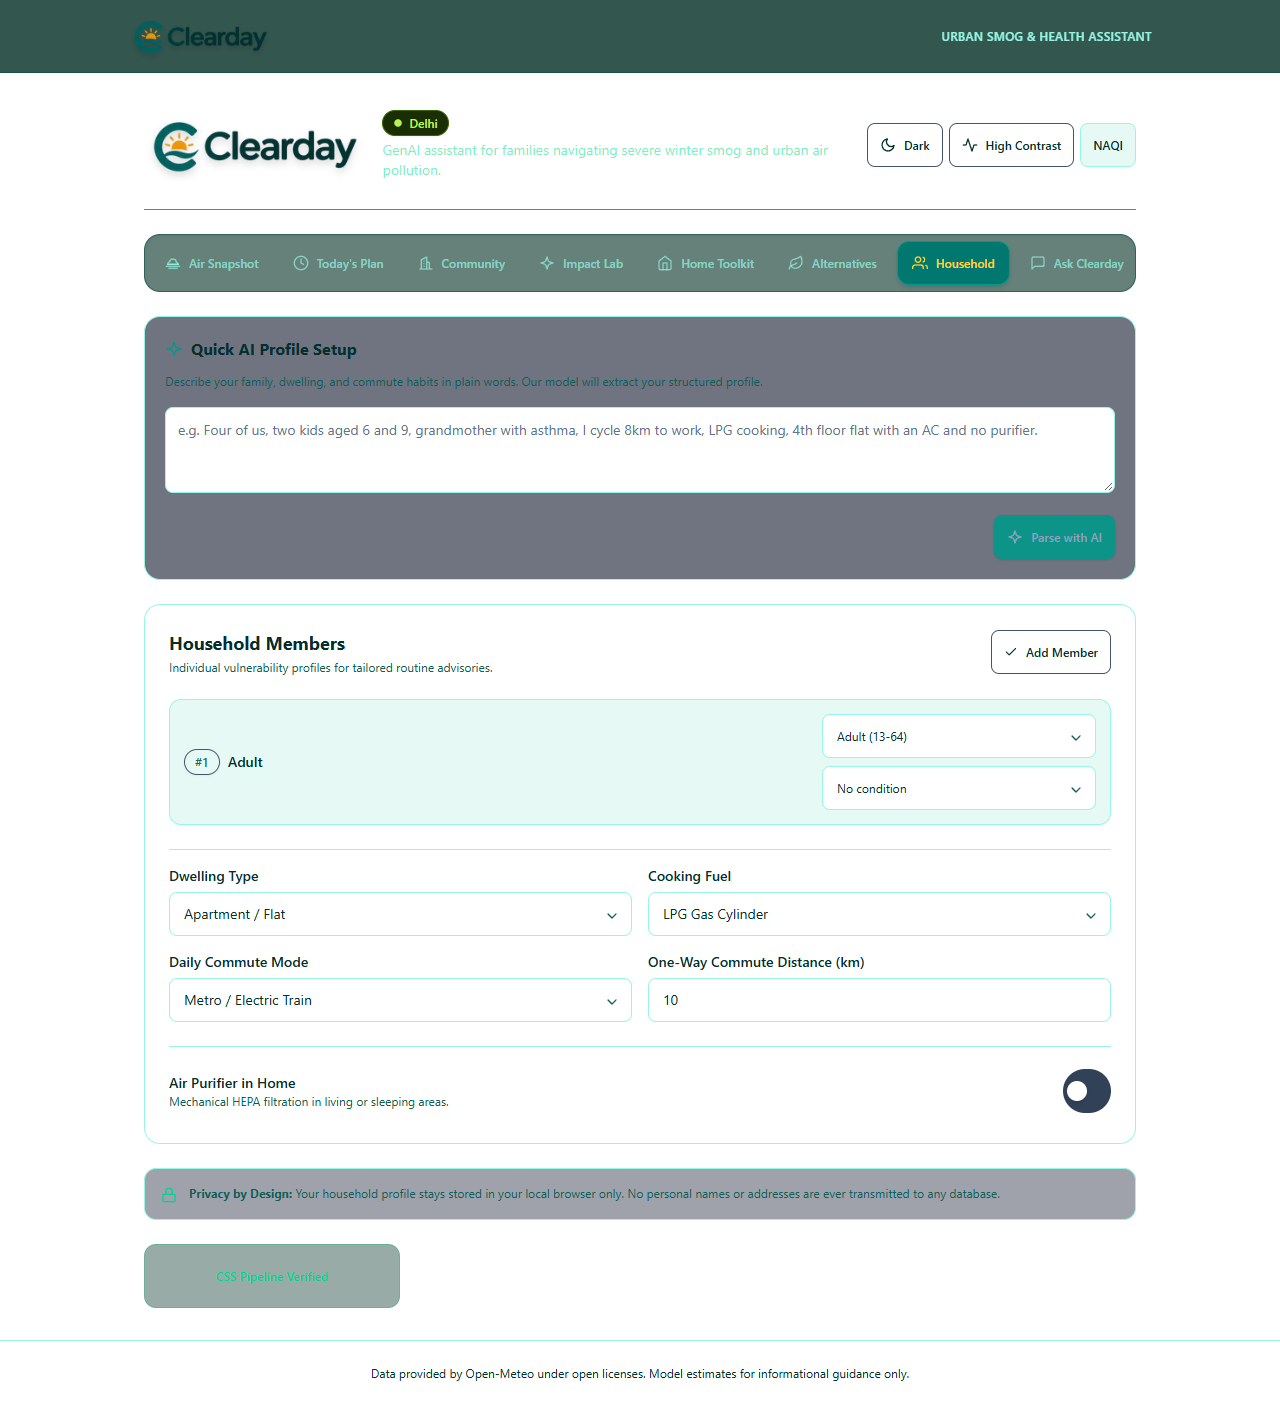 Clearday
URBAN SMOG & HEALTH ASSISTANT
Clearday
Delhi
GenAI assistant for families navigating severe winter smog and urban air
pollution.
Dark
High Contrast
NAQI
Air Snapshot
Today's Plan
Community
Impact Lab
Home Toolkit
Alternatives
Household
Ask Clearday
Quick AI Profile Setup
Describe your family, dwelling, and commute habits in plain words. Our model will extract your structured profile.
e.g. Four of us, two kids aged 6 and 9, grandmother with asthma, I cycle 8km to work, LPG cooking, 4th floor flat with an AC and no purifier.
Parse with AI
Household Members
Individual vulnerability profiles for tailored routine advisories.
Add Member
#1 Adult
Adult (13-64)
No condition
Dwelling Type
Apartment / Flat
Cooking Fuel
LPG Gas Cylinder
Daily Commute Mode
Metro / Electric Train
One-Way Commute Distance (km)
10
Air Purifier in Home
Mechanical HEPA filtration in living or sleeping areas.
Privacy by Design: Your household profile stays stored in your local browser only. No personal names or addresses are ever transmitted to any database.
CSS Pipeline Verified
Data provided by Open-Meteo under open licenses. Model estimates for informational guidance only.